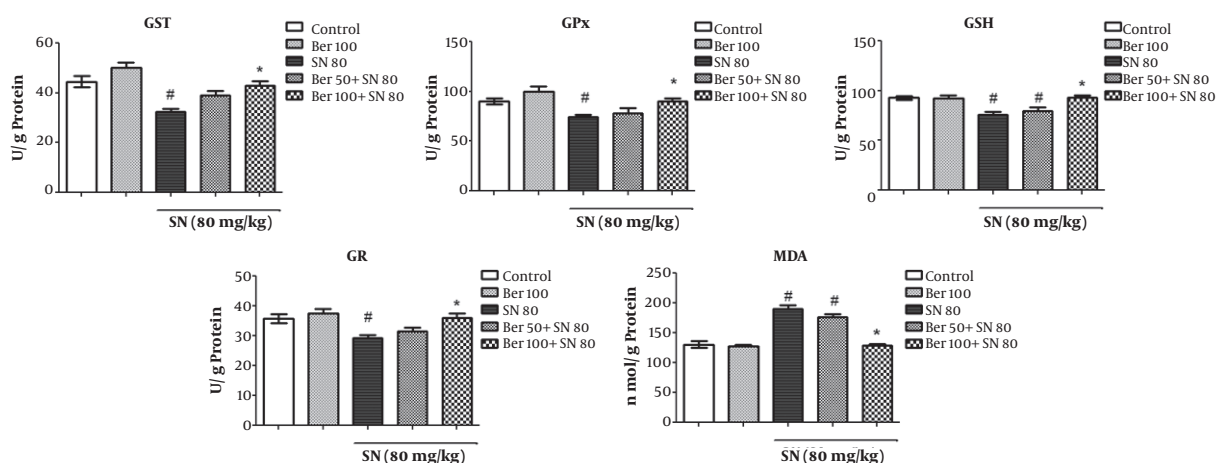 GST
U/ g Protein
60
40
20
0
#
*
Control
Ber 100
SN 80
Ber 50+ SN 80
Ber 100+ SN 80
SN (80 mg/kg)
GPx
U/ g Protein
150
100
50
0
#
*
Control
Ber 100
SN 80
Ber 50+ SN 80
Ber 100+ SN 80
SN (80 mg/kg)
GSH
U/ g Protein
150
100
50
0
#
#
*
Control
Ber 100
SN 80
Ber 50+ SN 80
Ber 100+ SN 80
SN (80 mg/kg)
GR
U/ g Protein
50
40
30
20
10
0
#
*
Control
Ber 100
SN 80
Ber 50+ SN 80
Ber 100+ SN 80
SN (80 mg/kg)
MDA
n mol/g Protein
250
200
150
100
50
0
#
#
*
Control
Ber 100
SN 80
Ber 50+ SN 80
Ber 100+ SN 80
SN (80 mg/kg)